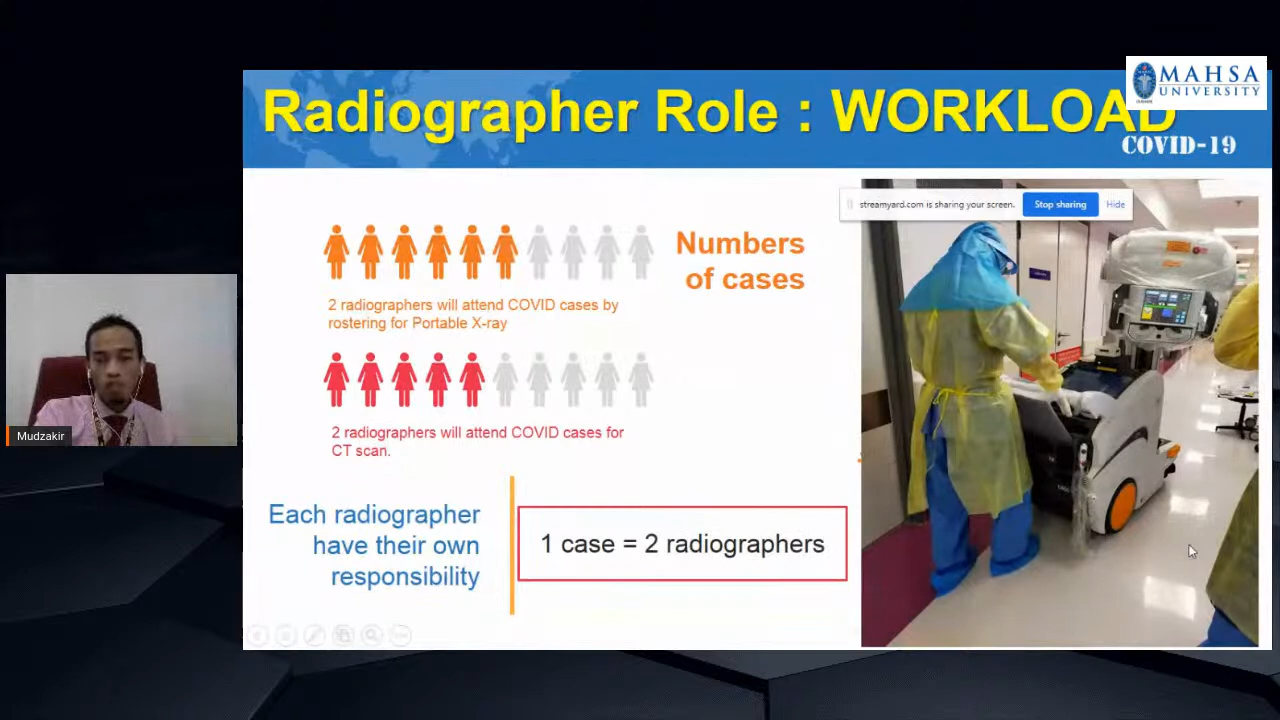 Radiographer Role : WORKLOAD
MAHSA
UNIVERSITY
COVID-19
streamyard.com is sharing your screen.
Stop sharing
Hide
Numbers
of cases
2 radiographers will attend COVID cases by
rostering for Portable X-ray
2 radiographers will attend COVID cases for
CT scan.
Mudzakir
Each radiographer
have their own
responsibility
1 case = 2 radiographers